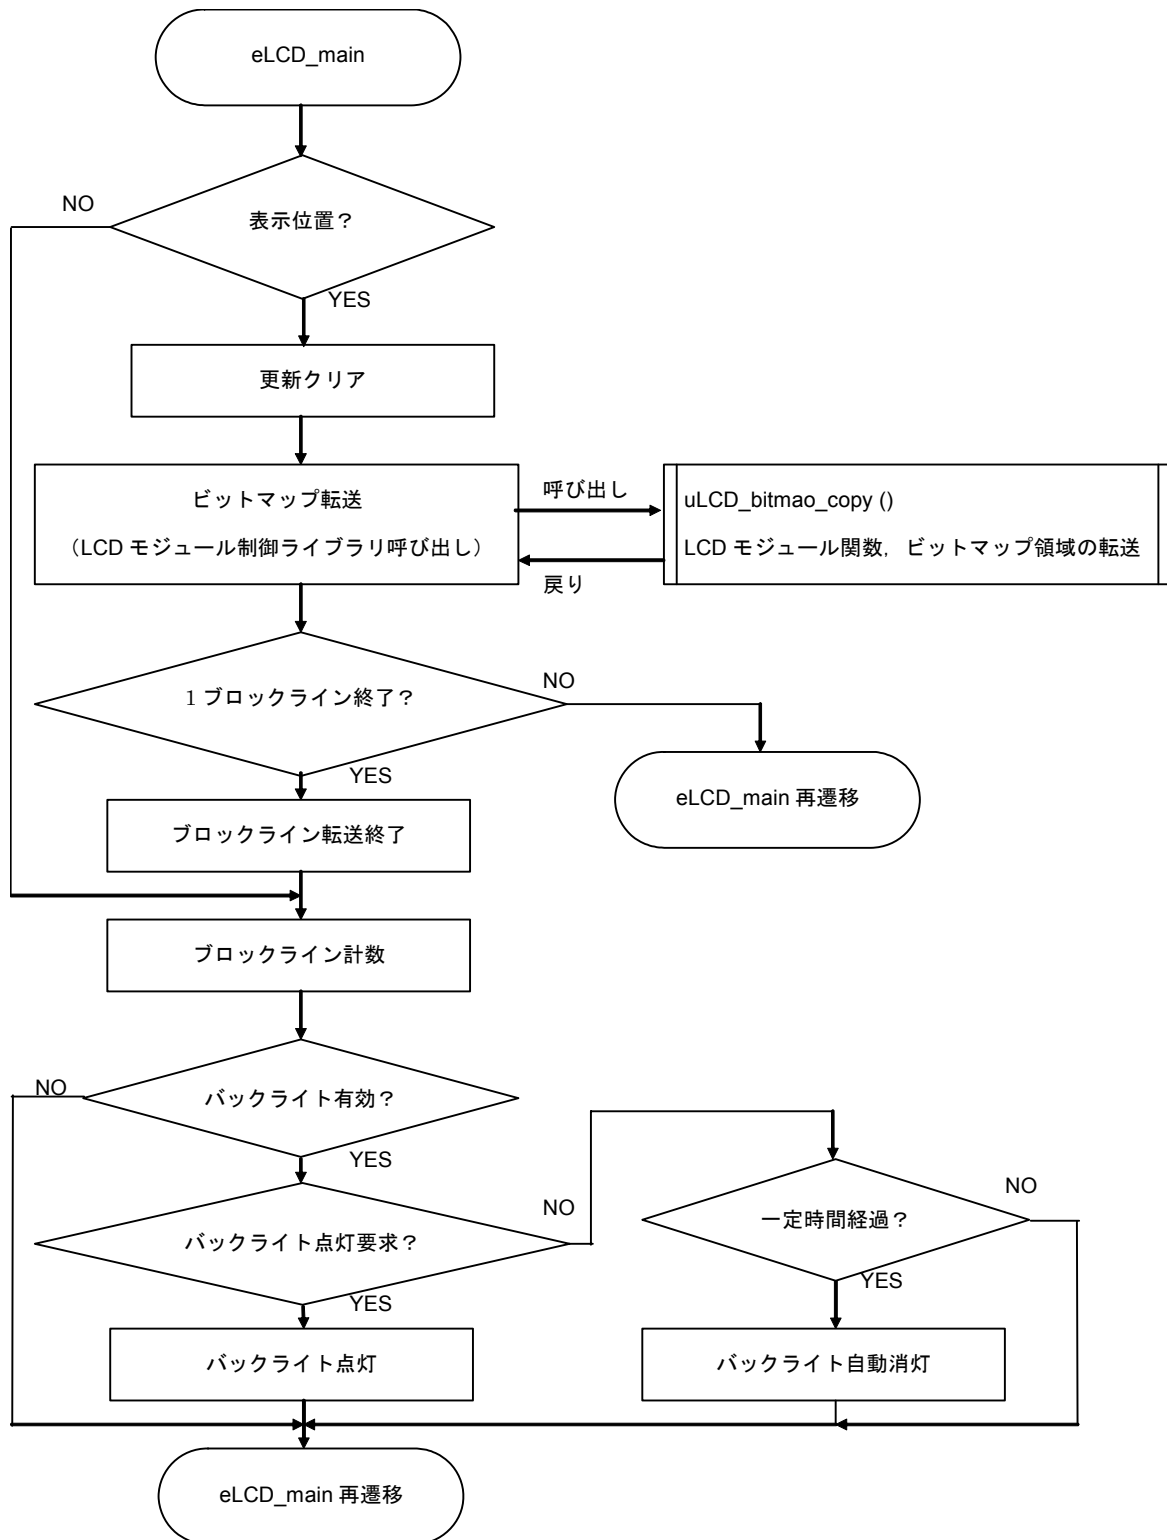 eLCD_main
NO
表示位置？
YES
更新クリア
ビットマップ転送
（LCD モジュール制御ライブラリ呼び出し）
呼び出し
uLCD_bitmao_copy ()
LCD モジュール関数，ビットマップ領域の転送
戻り
1 ブロックライン終了？
NO
YES
eLCD_main 再遷移
ブロックライン転送終了
ブロックライン計数
NO
バックライト有効？
YES
バックライト点灯要求？
NO
一定時間経過？
NO
YES
YES
バックライト点灯
バックライト自動消灯
eLCD_main 再遷移